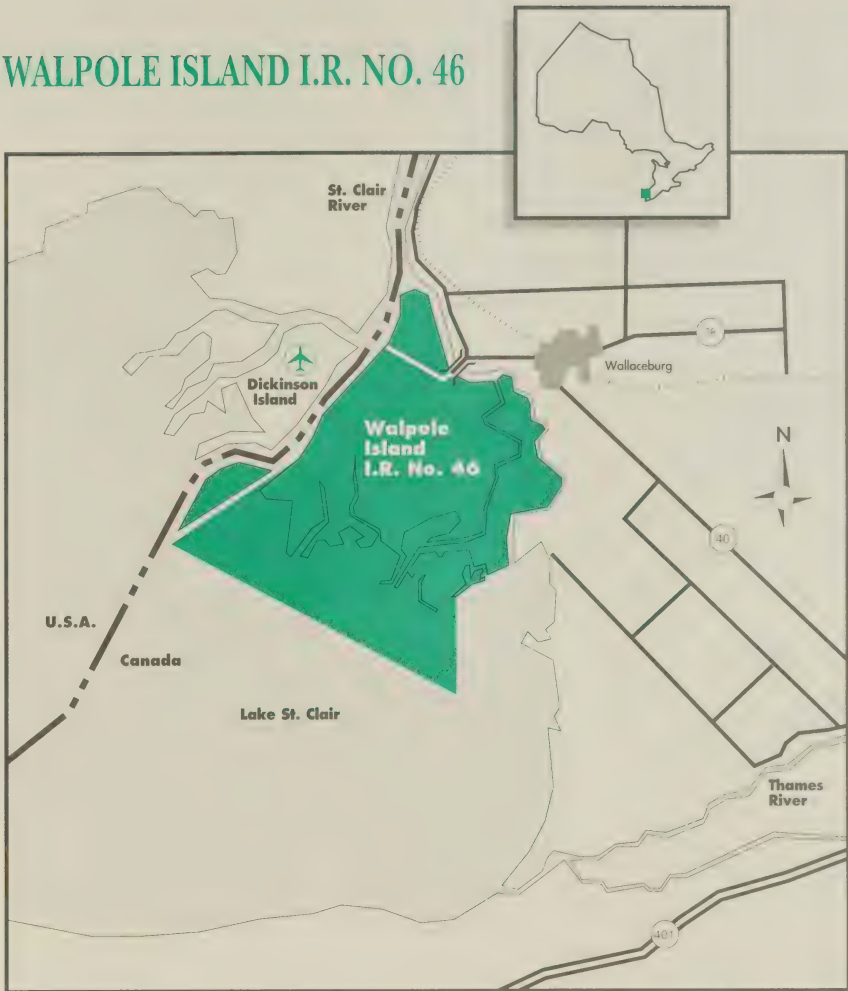 WALPOLE ISLAND I.R. NO. 46
St. Clair
River
Dickinson
Island
Wallaceburg
Walpole
Island
I.R. No. 46
N
40
U.S.A.
Canada
Lake St. Clair
Thames
River
401